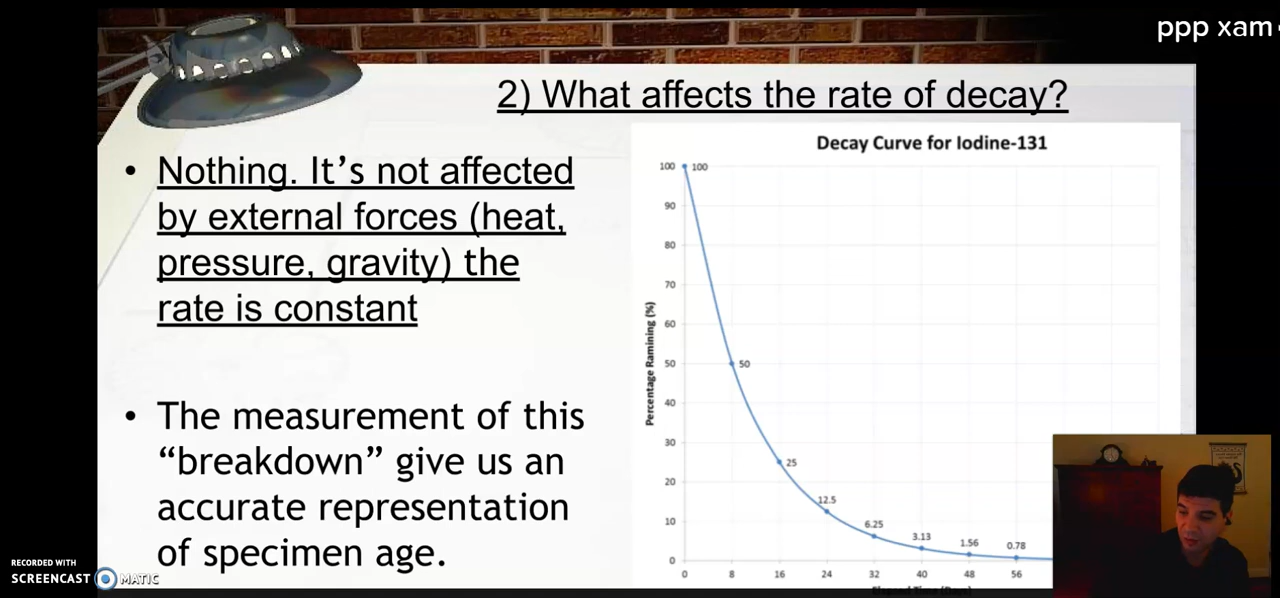 ppp xam
2) What affects the rate of decay?
• Nothing. It’s not affected
by external forces (heat,
pressure, gravity) the
rate is constant
• The measurement of this
“breakdown” give us an
accurate representation
of specimen age.
Decay Curve for Iodine-131
Percentage Ramining (%)
100
90
80
70
60
50
40
30
20
10
0
100
50
25
12.5
6.25
3.13
1.56
0.78
0 8 16 24 32 40 48 56
Elapsed Time (Days)
RECORDED WITH
SCREENCAST MATIC